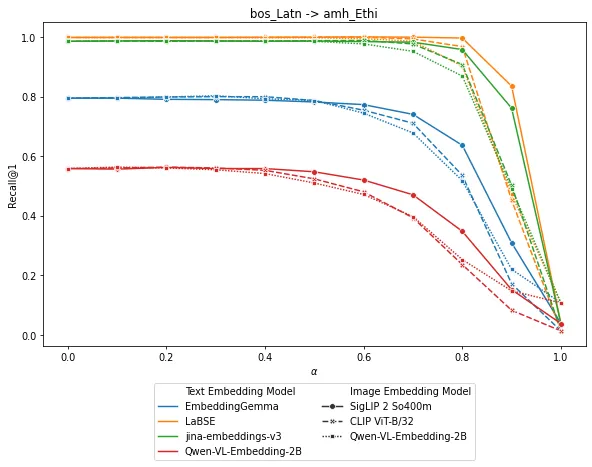 bos_Latn -> amh_Ethi
1.0
0.8
0.6
0.4
0.2
0.0
Recall@1
0.0 0.2 0.4 0.6 0.8 1.0
α
Text Embedding Model
EmbeddingGemma
LaBSE
jina-embeddings-v3
Qwen-VL-Embedding-2B
Image Embedding Model
SigLIP 2 So400m
CLIP ViT-B/32
Qwen-VL-Embedding-2B